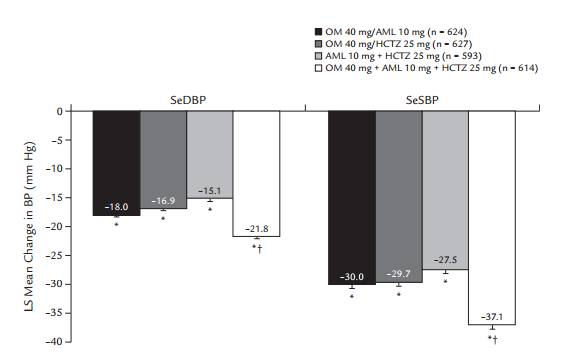 OM 40 mg/AML 10 mg (n = 624)
OM 40 mg/HCTZ 25 mg (n = 627)
AML 10 mg + HCTZ 25 mg (n = 593)
OM 40 mg + AML 10 mg + HCTZ 25 mg (n = 614)
SeDBP SeSBP
LS Mean Change in BP (mm Hg)
0
−5
−10
−15
−20
−25
−30
−35
−40
−18.0 −16.9 −15.1 −21.8
* * * *†
−30.0 −29.7 −27.5 −37.1
* * * *†